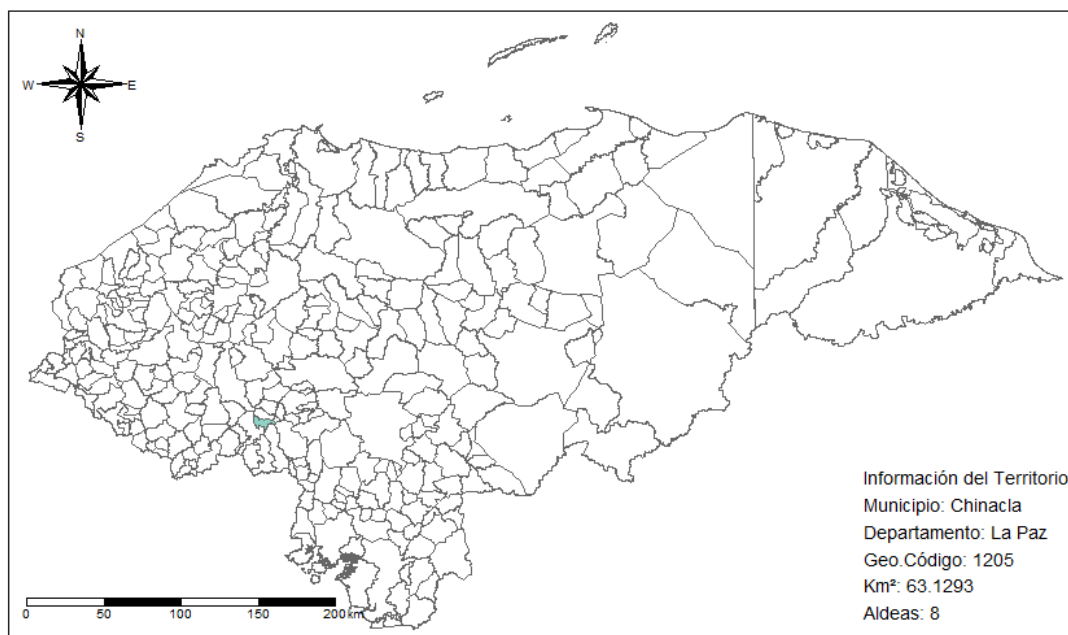 N
W E
S
Información del Territorio
Municipio: Chinacla
Departamento: La Paz
Geo.Código: 1205
Km²: 63.1293
Aldeas: 8
0 50 100 150 200 km